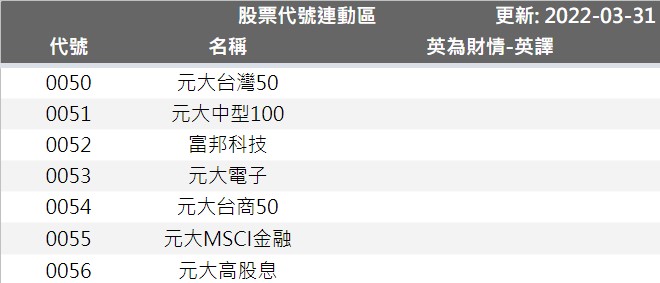 股票代號連動區 更新: 2022-03-31
代號 名稱 英為財情-英譯
0050 元大台灣50
0051 元大中型100
0052 富邦科技
0053 元大電子
0054 元大台商50
0055 元大MSCI金融
0056 元大高股息